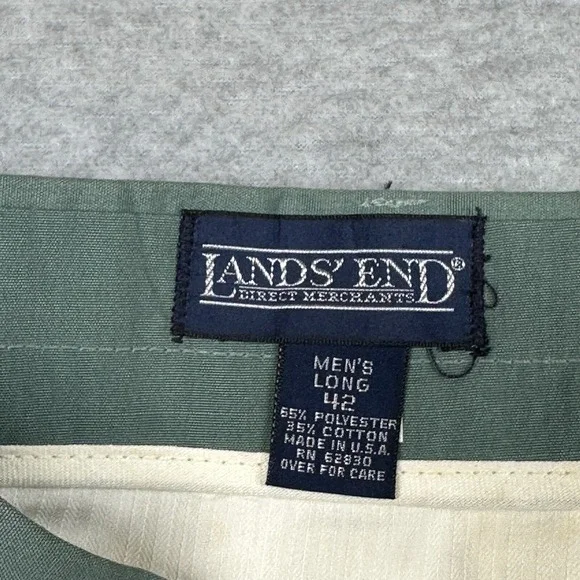 LANDS' END®
DIRECT MERCHANTS
MEN'S
LONG
42
65% POLYESTER
35% COTTON
MADE IN U.S.A.
RN 62830
OVER FOR CARE